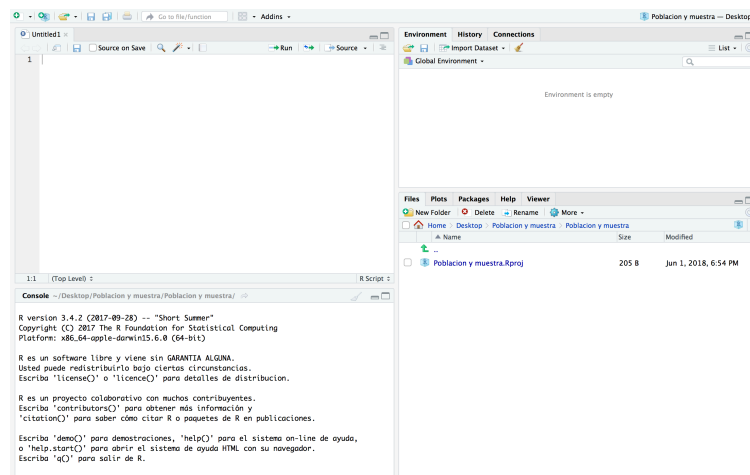 Go to file/function
Addins
Poblacion y muestra — Deskto
Untitled1
Source on Save
Run
Source
1
1:1
(Top Level)
R Script
Console ~/Desktop/Poblacion y muestra/Poblacion y muestra/
R version 3.4.2 (2017-09-28) -- "Short Summer"
Copyright (C) 2017 The R Foundation for Statistical Computing
Platform: x86_64-apple-darwin15.6.0 (64-bit)
R es un software libre y viene sin GARANTIA ALGUNA.
Usted puede redistribuirlo bajo ciertas circunstancias.
Escriba 'license()' o 'licence()' para detalles de distribucion.
R es un proyecto colaborativo con muchos contribuyentes.
Escriba 'contributors()' para obtener más información y
'citation()' para saber cómo citar R o paquetes de R en publicaciones.
Escriba 'demo()' para demostraciones, 'help()' para el sistema on-line de ayuda,
o 'help.start()' para abrir el sistema de ayuda HTML con su navegador.
Escriba 'q()' para salir de R.
Environment History Connections
Import Dataset
List
Global Environment
Environment is empty
Files Plots Packages Help Viewer
New Folder Delete Rename More
Home Desktop Poblacion y muestra Poblacion y muestra
Name Size Modified
..
Poblacion y muestra.Rproj 205 B Jun 1, 2018, 6:54 PM